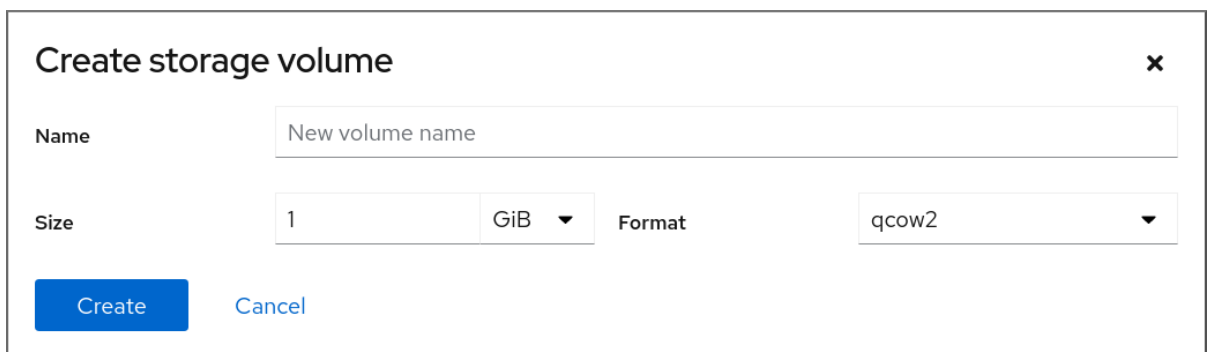 Create storage volume
Name New volume name
Size 1 GiB Format qcow2
Create Cancel